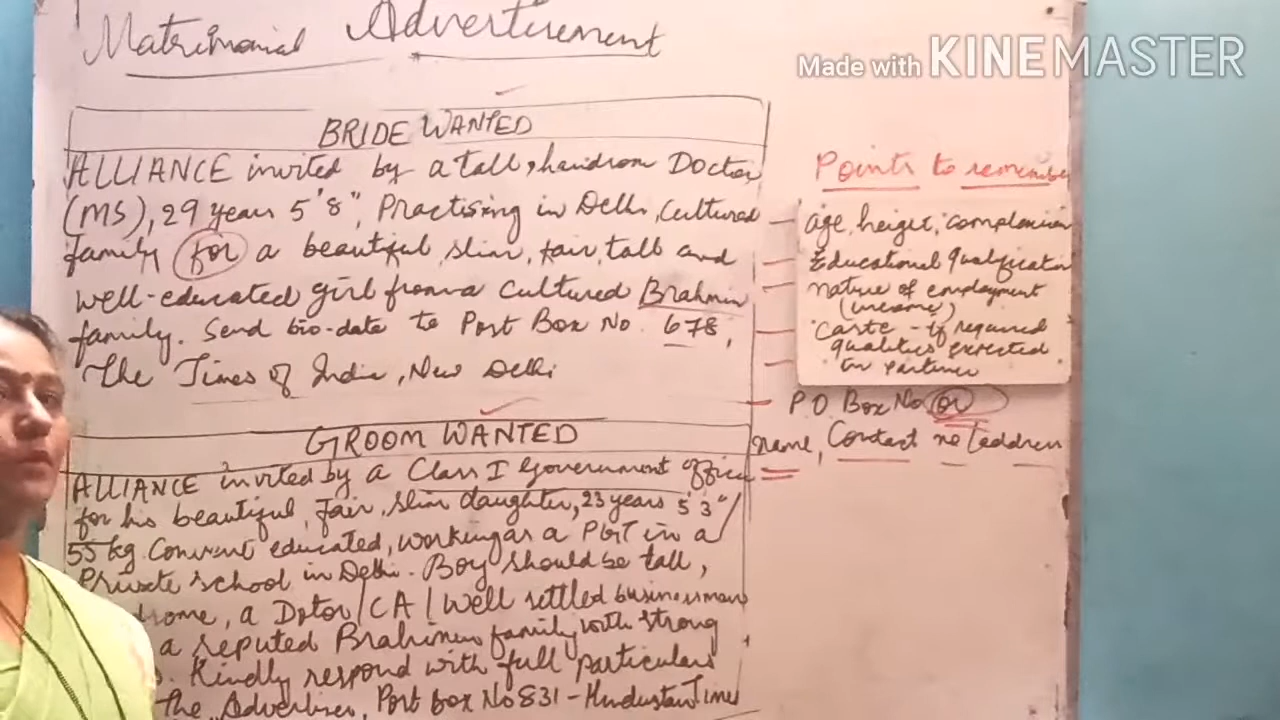 Matrimonial Advertisement
Made with KINEMASTER
BRIDE WANTED
ALLIANCE invited by a tall, handsom Doctor
(MS), 29 years 5'8", Practising in Delhi, Cultured
family for a beautiful, slim, fair, tall and
well-educated girl from a cultured Brahmin
family. Send bio-data to Post Box No. 678,
The Times of India, New Delhi
GROOM WANTED
ALLIANCE invited by a Class I Government Officer
for his beautiful, fair, slim daughter, 23 years 5'3"/
55 kg. Convent educated, working as a PGT in a
Private school in Delhi. Boy should be tall,
drome, a Dotor/CA/Well settled businessman
a reputed Brahmin family with strong
s. Kindly respond with full particulars
the Advertiser, Post box No 831 - Hindustan Times
Points to remember
age, height, complexion
Educational Qualification
nature of employment
(income)
Caste - if required
qualities expected
in partner
P.O. Box No or
name, Contact no address